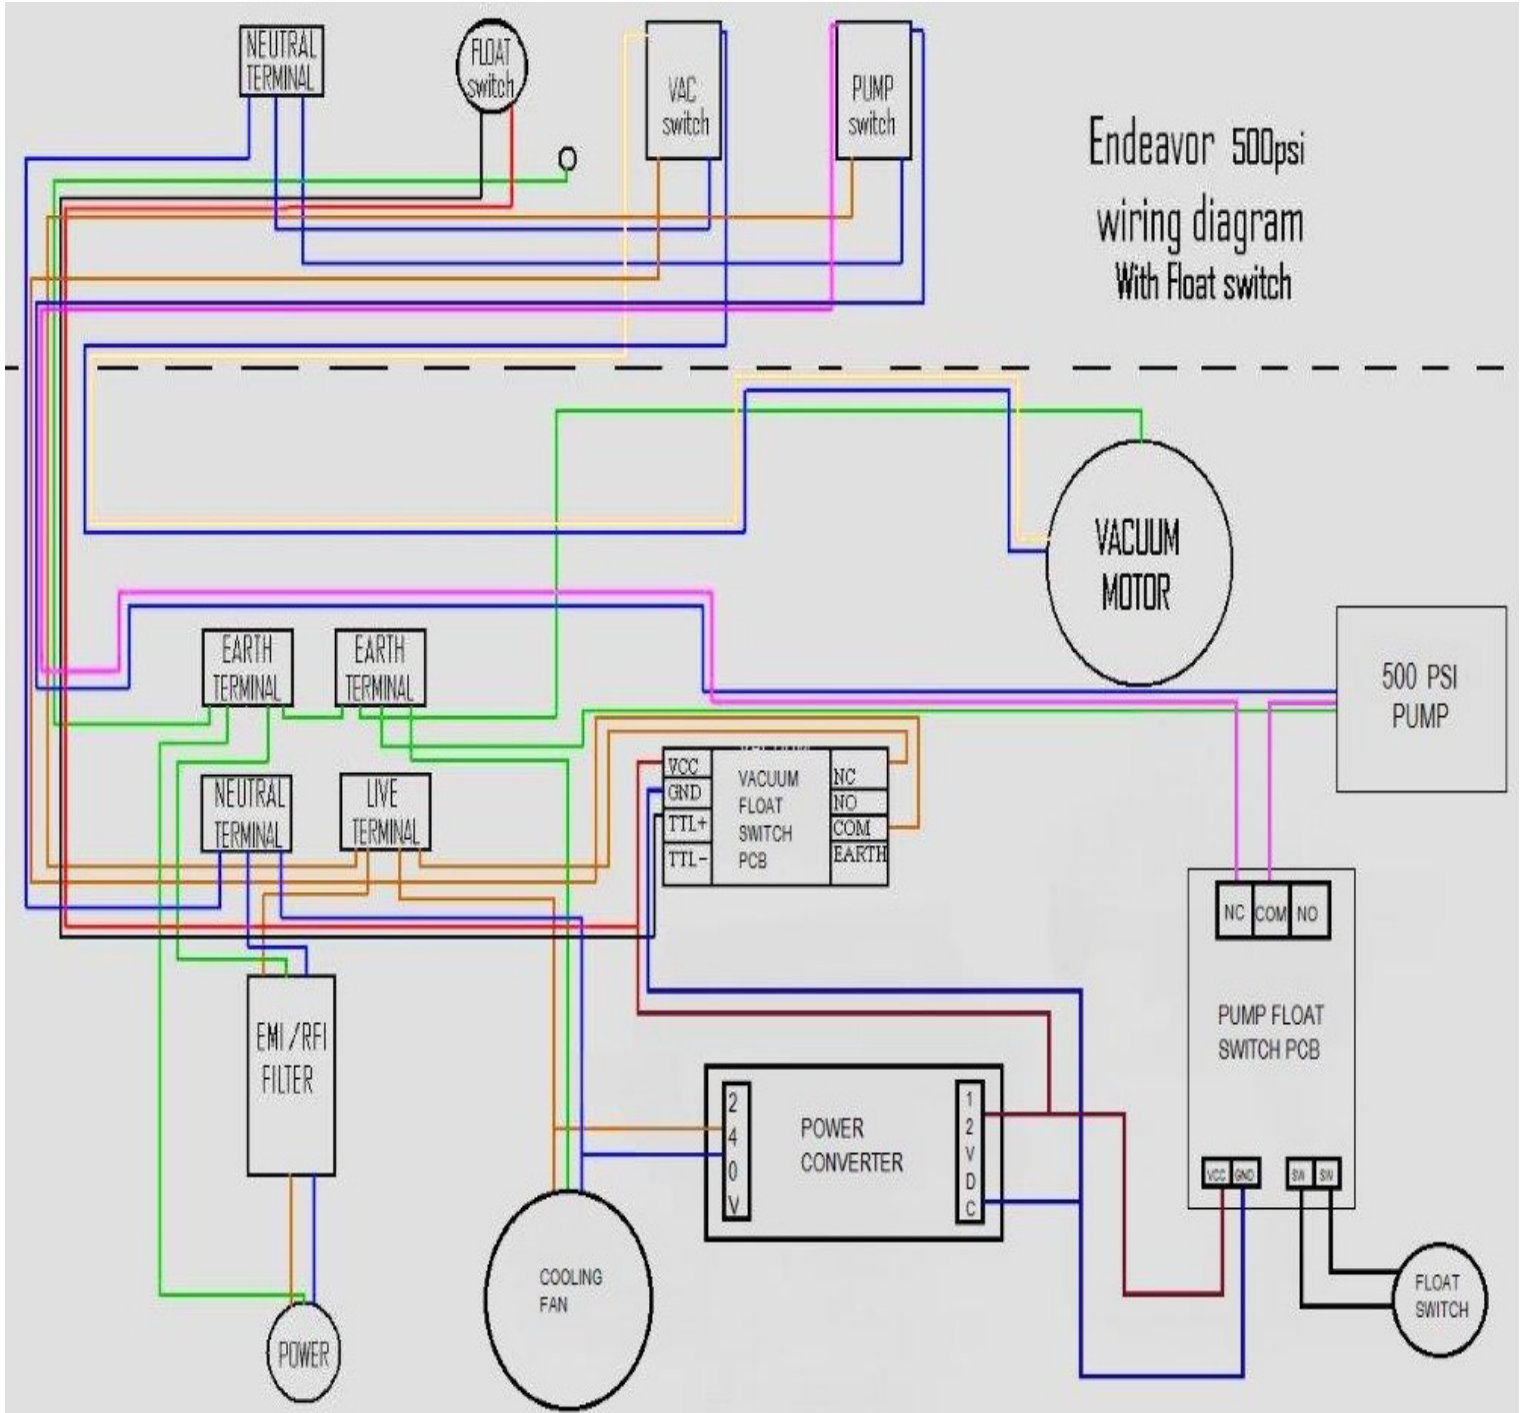 NEUTRAL
TERMINAL
FLOAT
switch
VAC
switch
PUMP
switch
Endeavor 500psi
wiring diagram
With Float switch
VACUUM
MOTOR
500 PSI
PUMP
EARTH
TERMINAL
EARTH
TERMINAL
NEUTRAL
TERMINAL
LIVE
TERMINAL
VCC
GND
TTL+
TTL-
VACUUM
FLOAT
SWITCH
PCB
NC
NO
COM
EARTH
NC COM NO
PUMP FLOAT
SWITCH PCB
VCC GND SW SW
EMI/RFI
FILTER
240V
POWER
CONVERTER
12VDC
COOLING
FAN
FLOAT
SWITCH
POWER